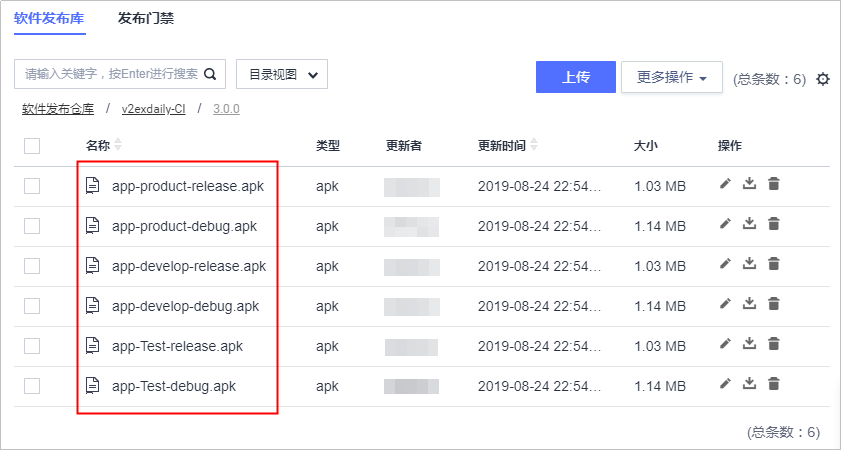 软件发布库 发布门禁
请输入关键字，按Enter进行搜索 目录视图 上传 更多操作 (总条数：6)
软件发布仓库 / v2exdaily-CI / 3.0.0
名称 类型 更新者 更新时间 大小 操作
app-product-release.apk apk 2019-08-24 22:54... 1.03 MB
app-product-debug.apk apk 2019-08-24 22:54... 1.14 MB
app-develop-release.apk apk 2019-08-24 22:54... 1.03 MB
app-develop-debug.apk apk 2019-08-24 22:54... 1.14 MB
app-Test-release.apk apk 2019-08-24 22:54... 1.03 MB
app-Test-debug.apk apk 2019-08-24 22:54... 1.14 MB
(总条数：6)